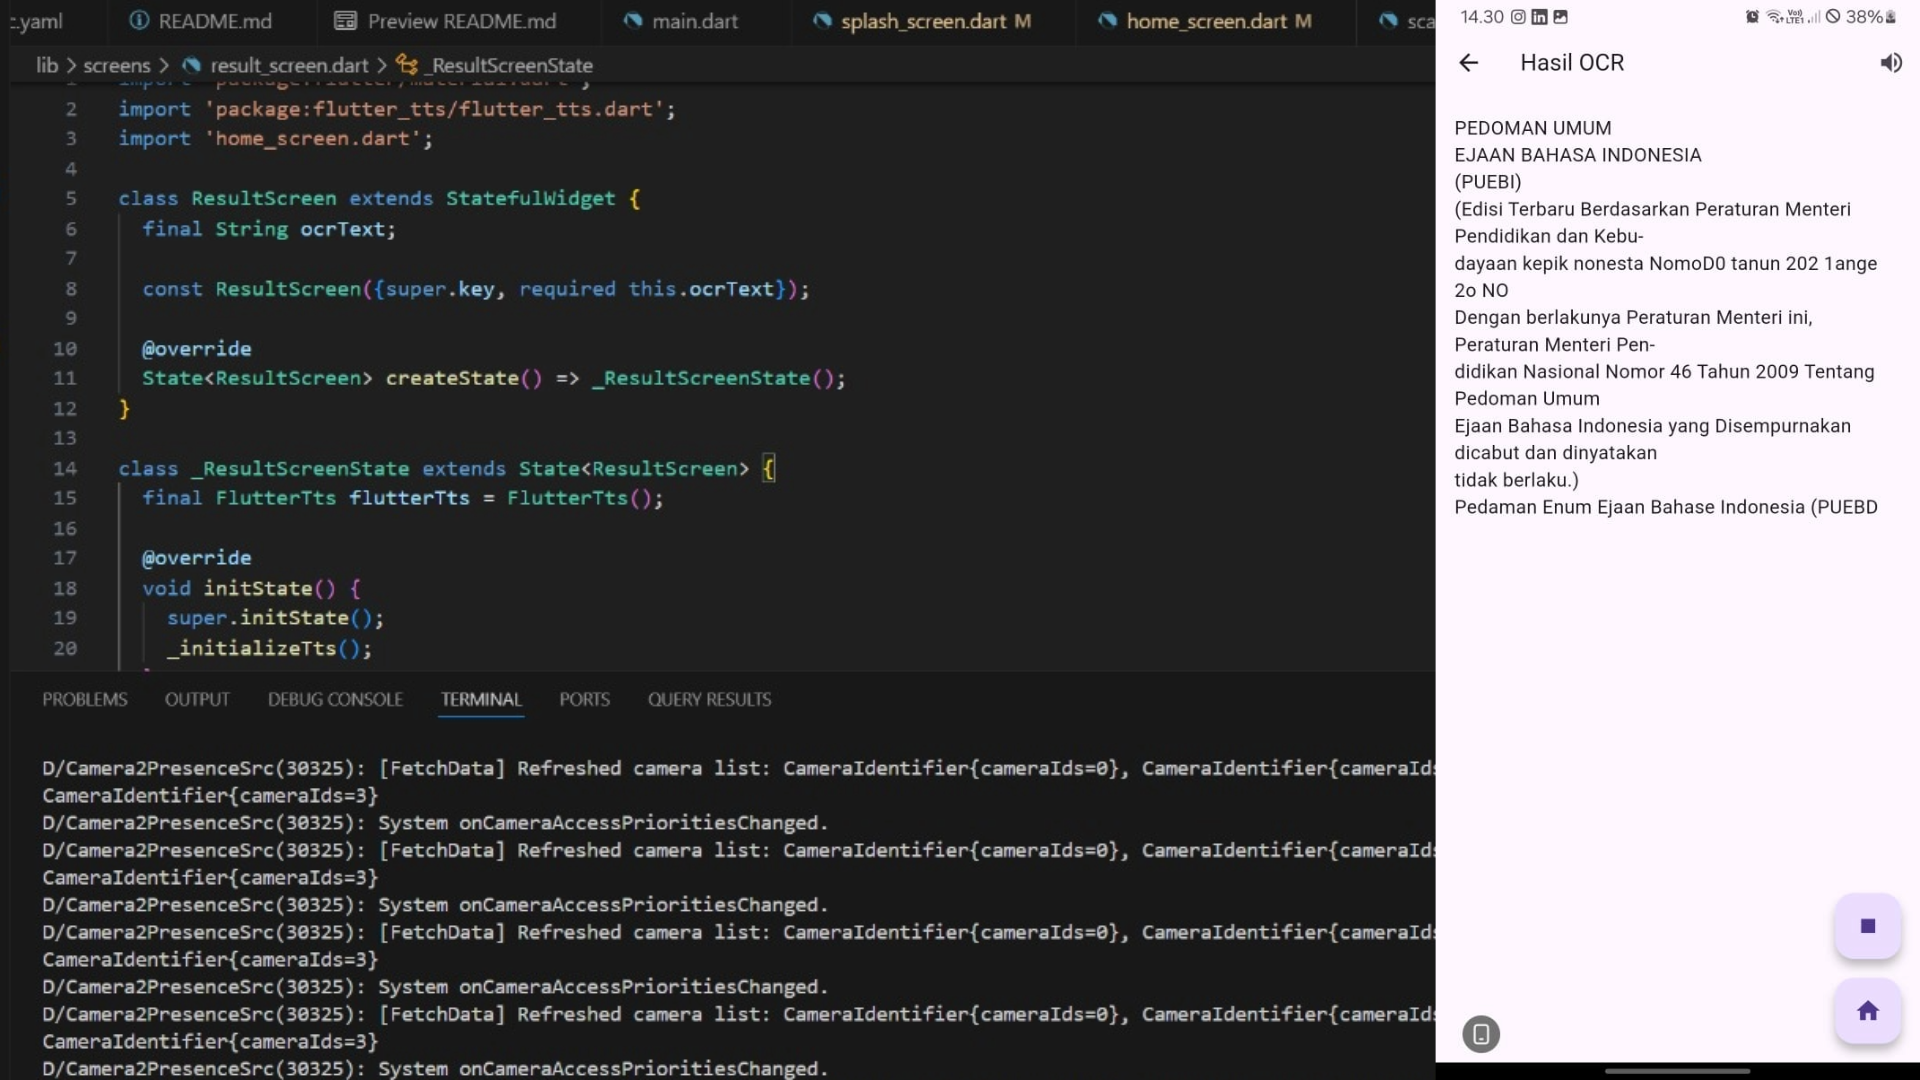 c.yaml
README.md
Preview README.md
main.dart
splash_screen.dart M
home_screen.dart M
sca
lib > screens > result_screen.dart > _ResultScreenState
1 import 'package:flutter/material.dart';
2 import 'package:flutter_tts/flutter_tts.dart';
3 import 'home_screen.dart';
4
5 class ResultScreen extends StatefulWidget {
6 final String ocrText;
7
8 const ResultScreen({super.key, required this.ocrText});
9
10 @override
11 State<ResultScreen> createState() => _ResultScreenState();
12 }
13
14 class _ResultScreenState extends State<ResultScreen> {
15 final FlutterTts flutterTts = FlutterTts();
16
17 @override
18 void initState() {
19 super.initState();
20 _initializeTts();
PROBLEMS OUTPUT DEBUG CONSOLE TERMINAL PORTS QUERY RESULTS
D/Camera2PresenceSrc(30325): [FetchData] Refreshed camera list: CameraIdentifier{cameraIds=0}, CameraIdentifier{cameraIds
CameraIdentifier{cameraIds=3}
D/Camera2PresenceSrc(30325): System onCameraAccessPrioritiesChanged.
D/Camera2PresenceSrc(30325): [FetchData] Refreshed camera list: CameraIdentifier{cameraIds=0}, CameraIdentifier{cameraIds
CameraIdentifier{cameraIds=3}
D/Camera2PresenceSrc(30325): System onCameraAccessPrioritiesChanged.
D/Camera2PresenceSrc(30325): [FetchData] Refreshed camera list: CameraIdentifier{cameraIds=0}, CameraIdentifier{cameraIds
CameraIdentifier{cameraIds=3}
D/Camera2PresenceSrc(30325): System onCameraAccessPrioritiesChanged.
D/Camera2PresenceSrc(30325): [FetchData] Refreshed camera list: CameraIdentifier{cameraIds=0}, CameraIdentifier{cameraIds
CameraIdentifier{cameraIds=3}
D/Camera2PresenceSrc(30325): System onCameraAccessPrioritiesChanged.
14.30 38%
Hasil OCR
PEDOMAN UMUM
EJAAN BAHASA INDONESIA
(PUEBI)
(Edisi Terbaru Berdasarkan Peraturan Menteri
Pendidikan dan Kebu-
dayaan kepik nonesta NomoD0 tanun 202 1ange
2o NO
Dengan berlakunya Peraturan Menteri ini,
Peraturan Menteri Pen-
didikan Nasional Nomor 46 Tahun 2009 Tentang
Pedoman Umum
Ejaan Bahasa Indonesia yang Disempurnakan
dicabut dan dinyatakan
tidak berlaku.)
Pedaman Enum Ejaan Bahase Indonesia (PUEBD